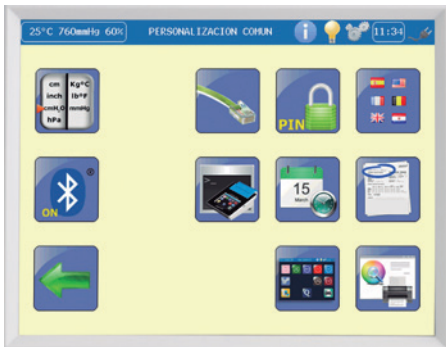 25°C 760mmHg 60%
PERSONALIZACION COMUN
11:34
cm Kg°C
inch lb°F
cmH₂O mmHg
hPa
PIN
ON
15
March